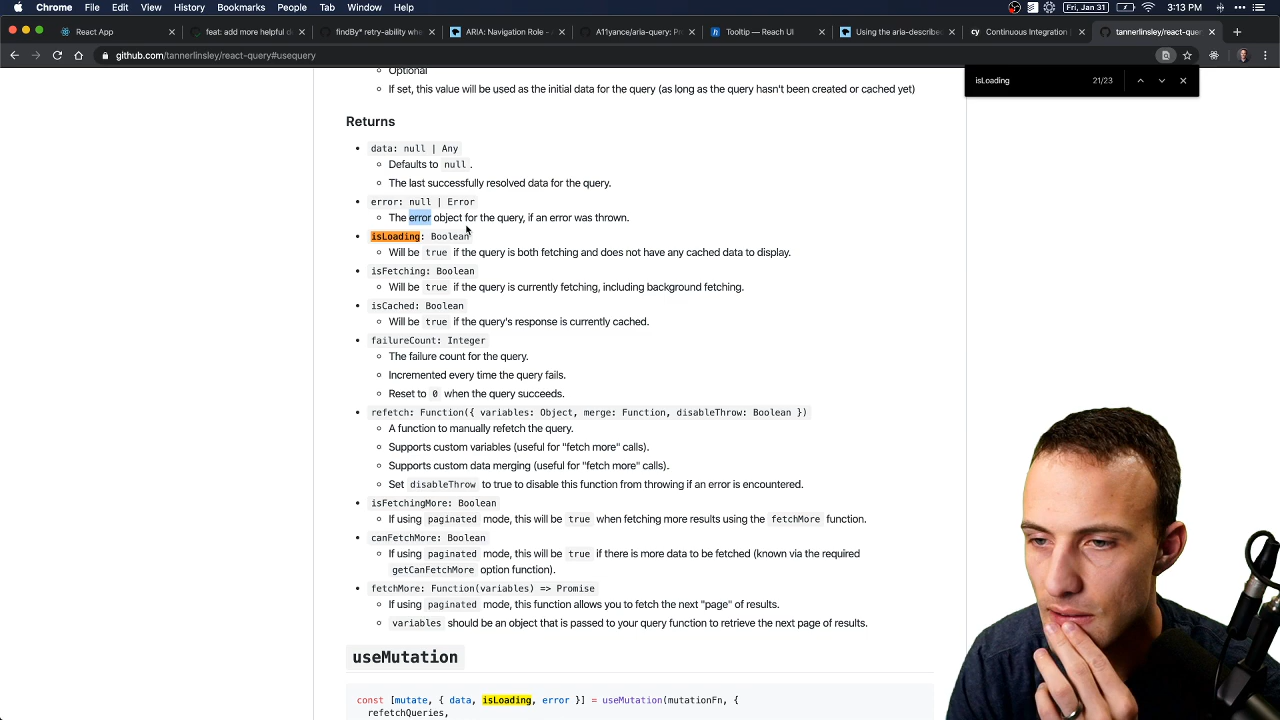 Chrome File Edit View History Bookmarks People Tab Window Help
Fri, Jan 31
3:13 PM
React App
feat: add more helpful d
findBy* retry-ability whe
ARIA: Navigation Role -
A11yance/aria-query: Pr
Tooltip — Reach UI
Using the aria-describe
Continuous Integration |
tannerlinsley/react-quer
github.com/tannerlinsley/react-query#usequery
isLoading 21/23
Optional
If set, this value will be used as the initial data for the query (as long as the query hasn't been created or cached yet)
Returns
data: null | Any
Defaults to null.
The last successfully resolved data for the query.
error: null | Error
The error object for the query, if an error was thrown.
isLoading: Boolean
Will be true if the query is both fetching and does not have any cached data to display.
isFetching: Boolean
Will be true if the query is currently fetching, including background fetching.
isCached: Boolean
Will be true if the query's response is currently cached.
failureCount: Integer
The failure count for the query.
Incremented every time the query fails.
Reset to 0 when the query succeeds.
refetch: Function({ variables: Object, merge: Function, disableThrow: Boolean })
A function to manually refetch the query.
Supports custom variables (useful for "fetch more" calls).
Supports custom data merging (useful for "fetch more" calls).
Set disableThrow to true to disable this function from throwing if an error is encountered.
isFetchingMore: Boolean
If using paginated mode, this will be true when fetching more results using the fetchMore function.
canFetchMore: Boolean
If using paginated mode, this will be true if there is more data to be fetched (known via the required
getCanFetchMore option function).
fetchMore: Function(variables) => Promise
If using paginated mode, this function allows you to fetch the next "page" of results.
variables should be an object that is passed to your query function to retrieve the next page of results.
useMutation
const [mutate, { data, isLoading, error }] = useMutation(mutationFn, {
refetchQueries,